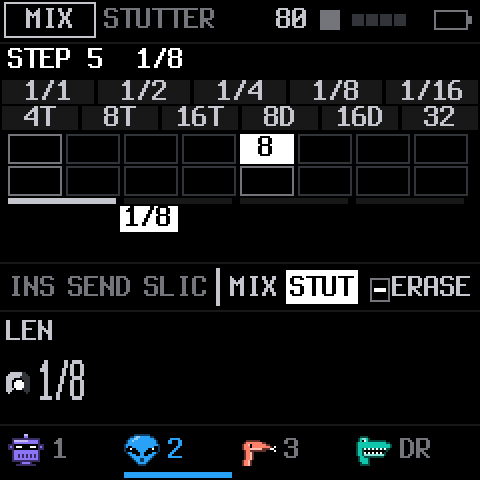 MIX STUTTER 80
STEP 5 1/8
1/1 1/2 1/4 1/8 1/16
4T 8T 16T 8D 16D 32
8
1/8
INS SEND SLIC MIX STUT ERASE
LEN
1/8
1 2 3 DR